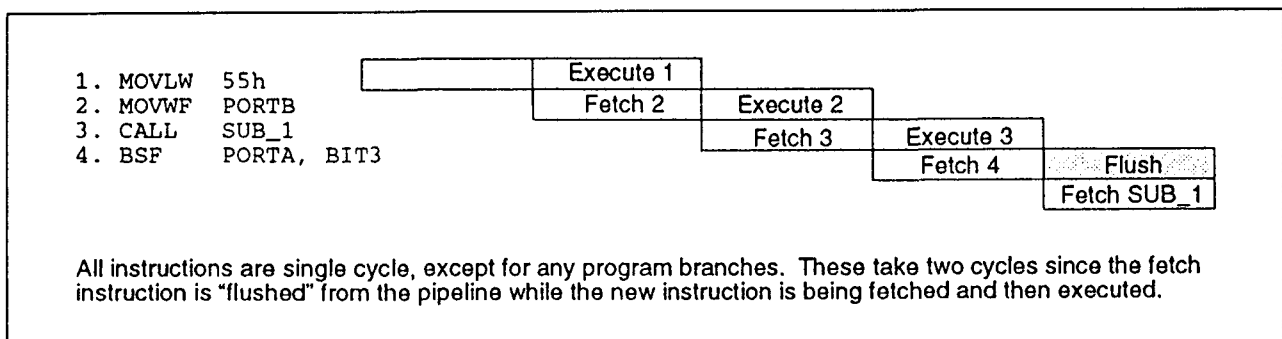 1. MOVLW 55h
2. MOVWF PORTB
3. CALL SUB_1
4. BSF PORTA, BIT3
Execute 1
Fetch 2 Execute 2
Fetch 3 Execute 3
Fetch 4 Flush
Fetch SUB_1
All instructions are single cycle, except for any program branches. These take two cycles since the fetch
instruction is "flushed" from the pipeline while the new instruction is being fetched and then executed.